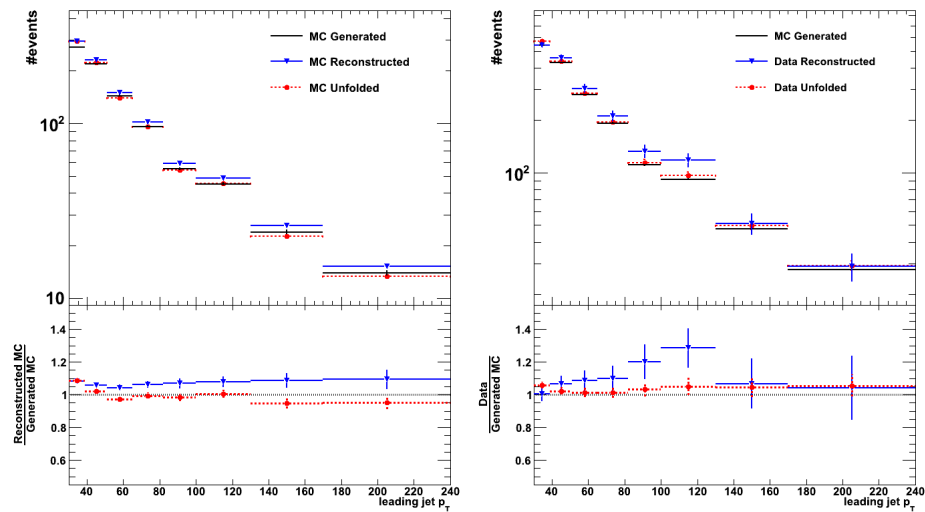 #events
10²
10
MC Generated
MC Reconstructed
MC Unfolded
Reconstructed MC
Generated MC
1.4
1.2
1
0.8
0.6
40 60 80 100 120 140 160 180 200 220 240
leading jet p_T
#events
10²
MC Generated
Data Reconstructed
Data Unfolded
Data
Generated MC
1.4
1.2
1
0.8
0.6
40 60 80 100 120 140 160 180 200 220 240
leading jet p_T